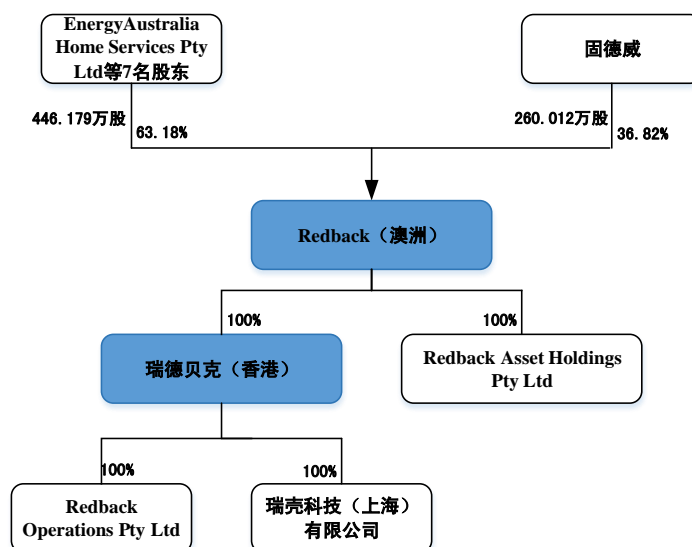 EnergyAustralia
Home Services Pty
Ltd等7名股东
固德威
446.179万股
63.18%
260.012万股
36.82%
Redback（澳洲）
100%
100%
瑞德贝克（香港）
Redback Asset Holdings
Pty Ltd
100%
100%
Redback
Operations Pty Ltd
瑞壳科技（上海）
有限公司